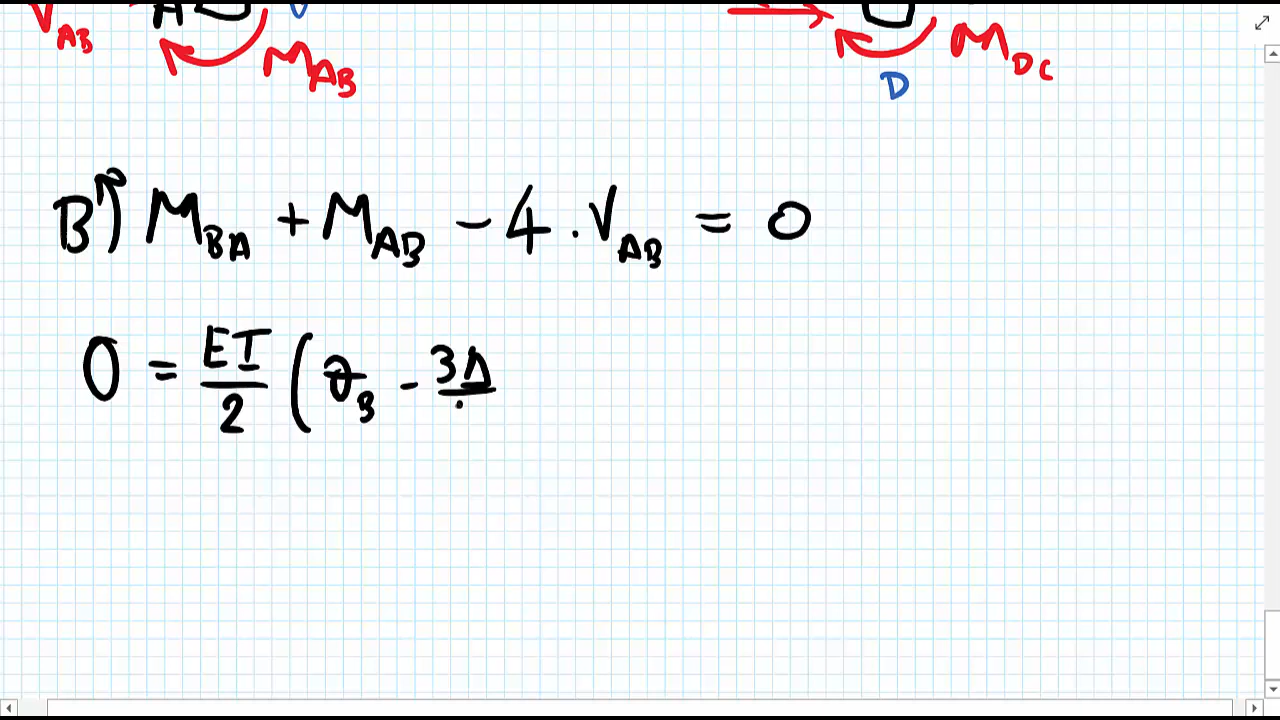 V_AB A M_AB M_DC
D
B) M_BA + M_AB - 4 . V_AB = 0
0 = EI/2 ( θ_B - 3Δ/